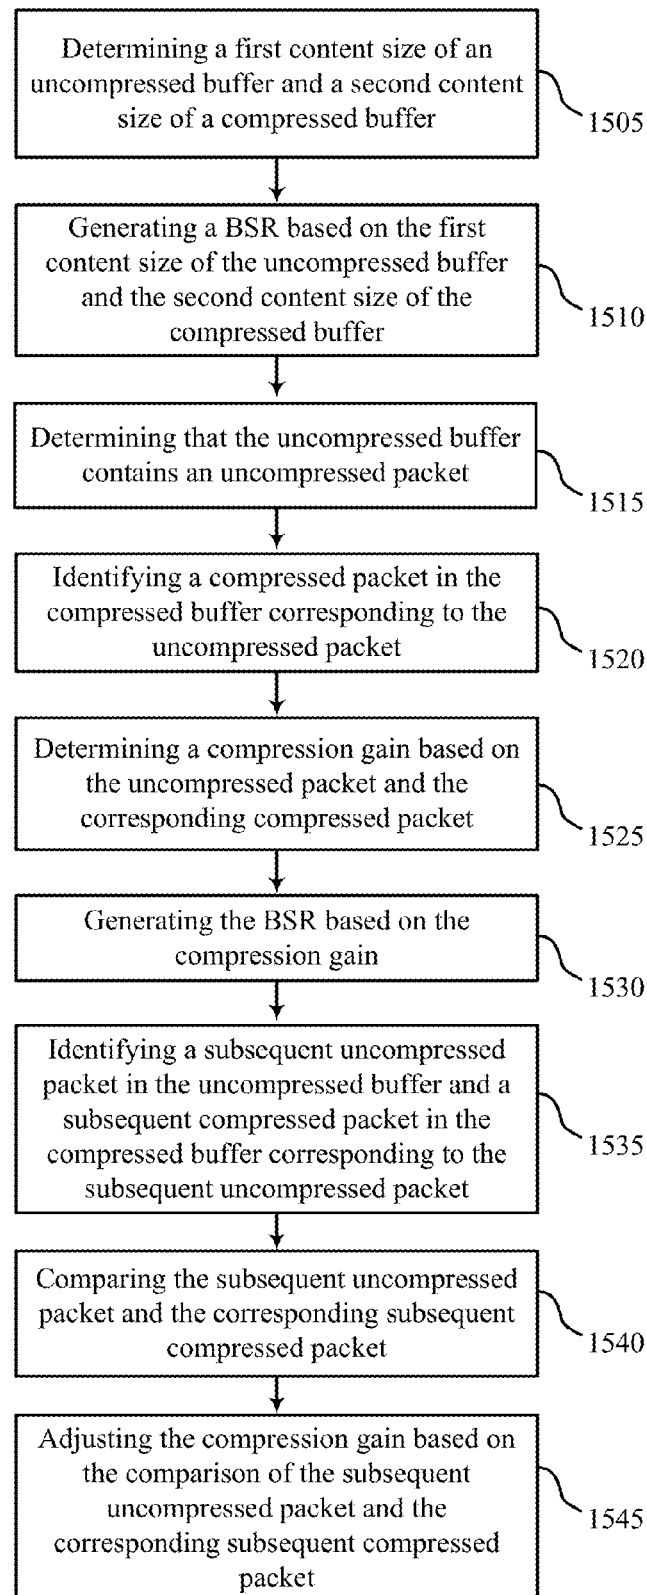 Determining a first content size of an
uncompressed buffer and a second content
size of a compressed buffer
1505
Generating a BSR based on the first
content size of the uncompressed buffer
and the second content size of the
compressed buffer
1510
Determining that the uncompressed buffer
contains an uncompressed packet
1515
Identifying a compressed packet in the
compressed buffer corresponding to the
uncompressed packet
1520
Determining a compression gain based on
the uncompressed packet and the
corresponding compressed packet
1525
Generating the BSR based on the
compression gain
1530
Identifying a subsequent uncompressed
packet in the uncompressed buffer and a
subsequent compressed packet in the
compressed buffer corresponding to the
subsequent uncompressed packet
1535
Comparing the subsequent uncompressed
packet and the corresponding subsequent
compressed packet
1540
Adjusting the compression gain based on
the comparison of the subsequent
uncompressed packet and the
corresponding subsequent compressed
packet
1545